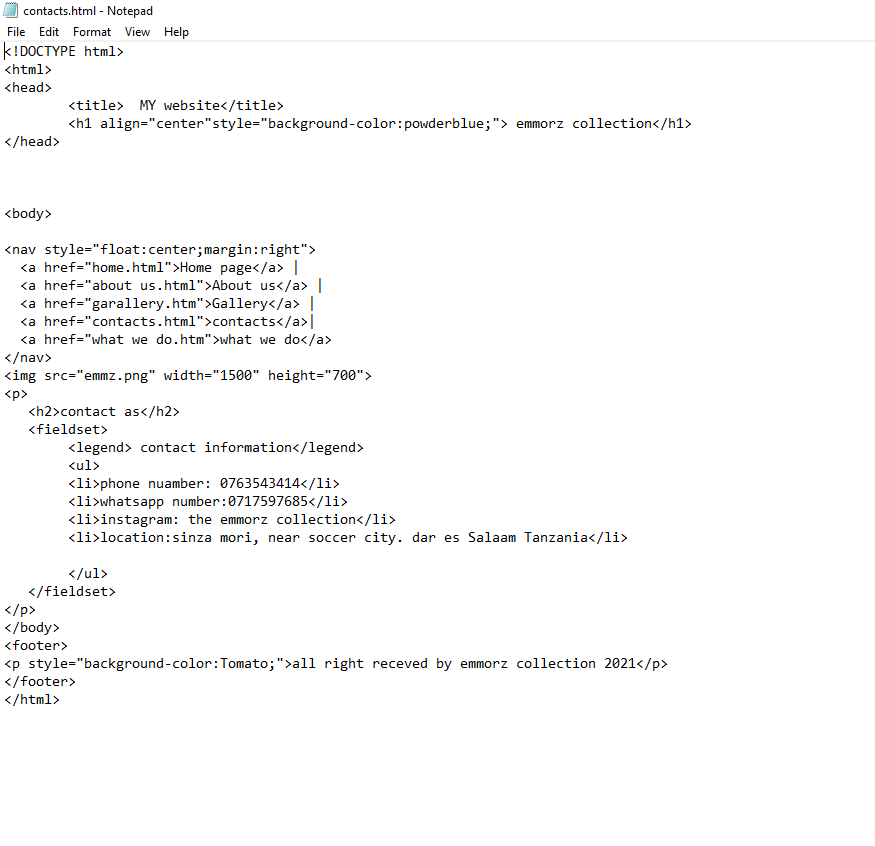 contacts.html - Notepad
File Edit Format View Help
<!DOCTYPE html>
<html>
<head>
        <title>  MY website</title>
        <h1 align="center"style="background-color:powderblue;"> emmorz collection</h1>
</head>
<body>
<nav style="float:center;margin:right">
  <a href="home.html">Home page</a> |
  <a href="about us.html">About us</a> |
  <a href="garallery.htm">Gallery</a> |
  <a href="contacts.html">contacts</a>|
  <a href="what we do.htm">what we do</a>
</nav>
<img src="emmz.png" width="1500" height="700">
<p>
   <h2>contact as</h2>
   <fieldset>
        <legend> contact information</legend>
        <ul>
        <li>phone nuamber: 0763543414</li>
        <li>whatsapp number:0717597685</li>
        <li>instagram: the emmorz collection</li>
        <li>location:sinza mori, near soccer city. dar es Salaam Tanzania</li>
        </ul>
   </fieldset>
</p>
</body>
<footer>
<p style="background-color:Tomato;">all right receved by emmorz collection 2021</p>
</footer>
</html>